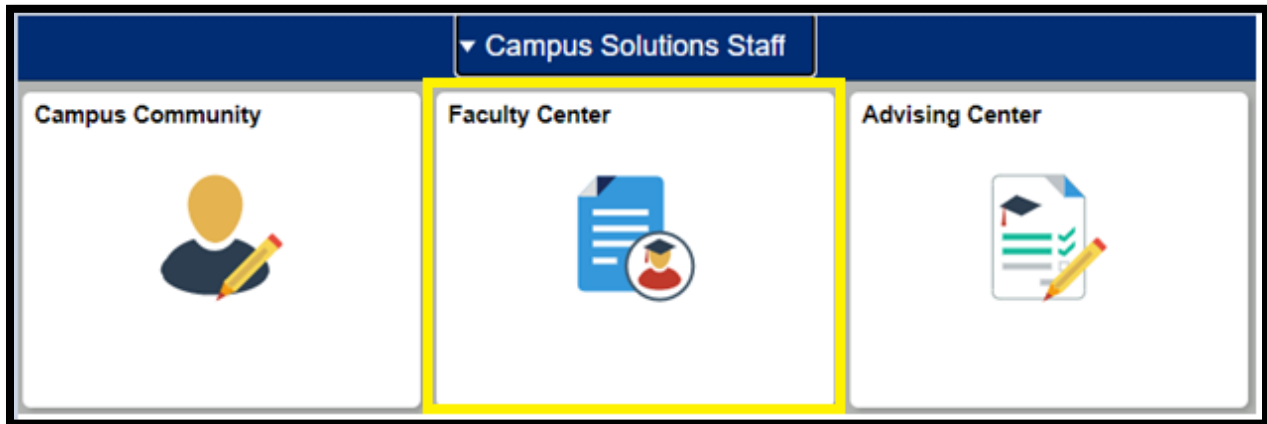 Campus Solutions Staff
Campus Community
Faculty Center
Advising Center